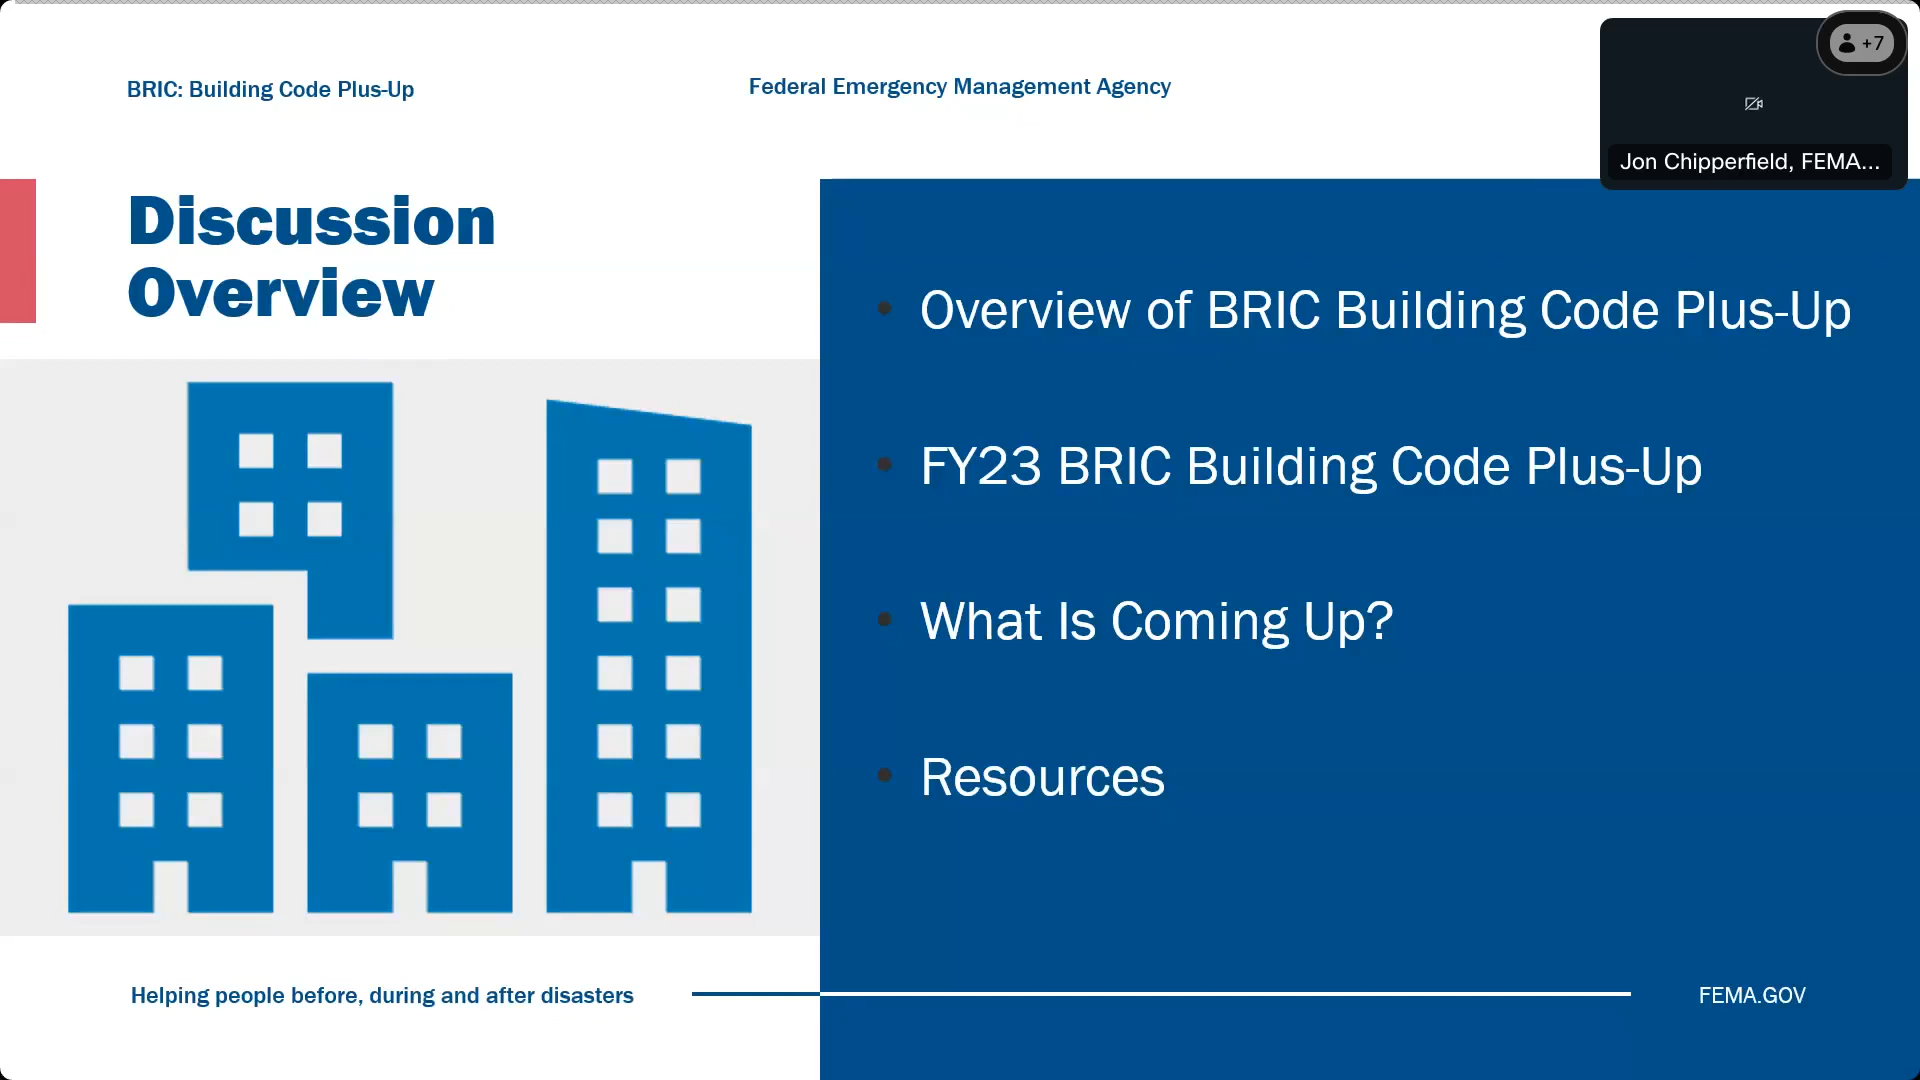 BRIC: Building Code Plus-Up
Federal Emergency Management Agency
+7
Jon Chipperfield, FEMA...
Discussion
Overview
• Overview of BRIC Building Code Plus-Up
• FY23 BRIC Building Code Plus-Up
• What Is Coming Up?
• Resources
Helping people before, during and after disasters
FEMA.GOV